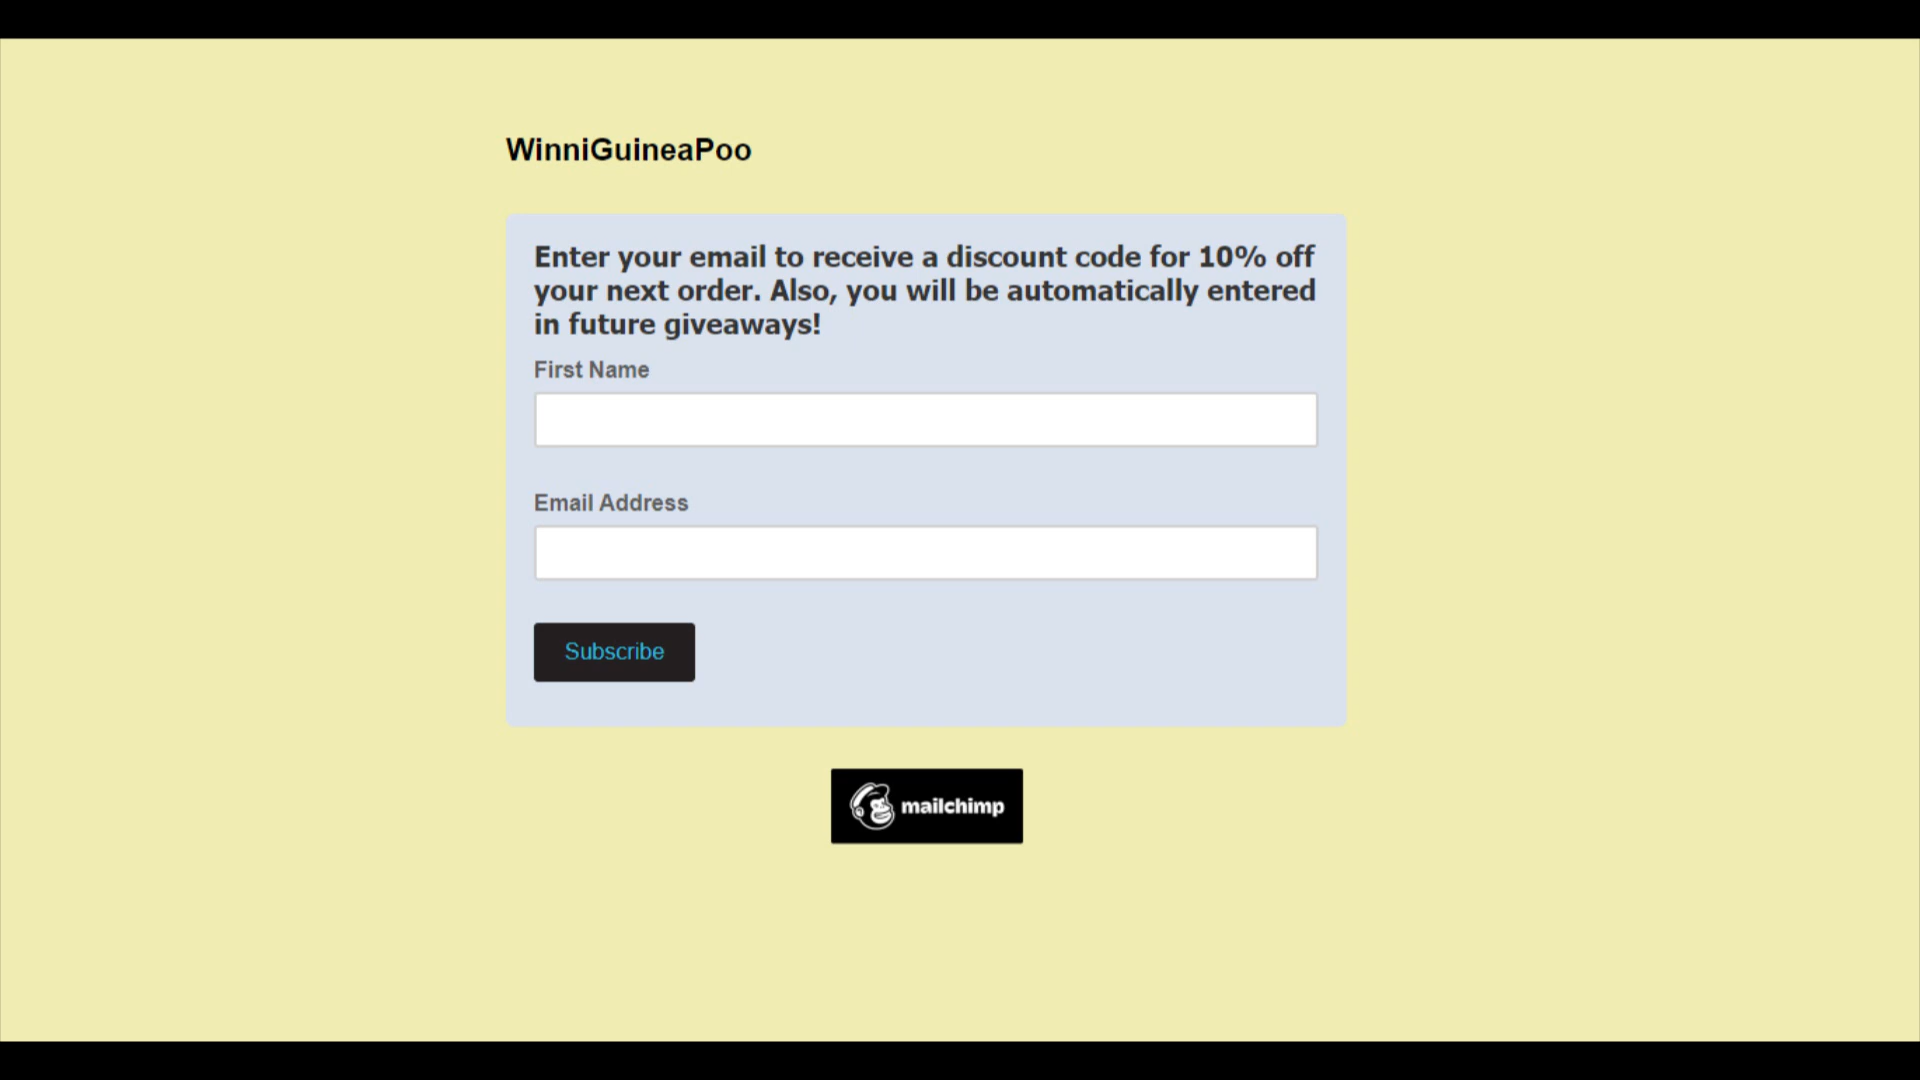 WinniGuineaPoo
Enter your email to receive a discount code for 10% off
your next order. Also, you will be automatically entered
in future giveaways!
First Name
Email Address
Subscribe
mailchimp